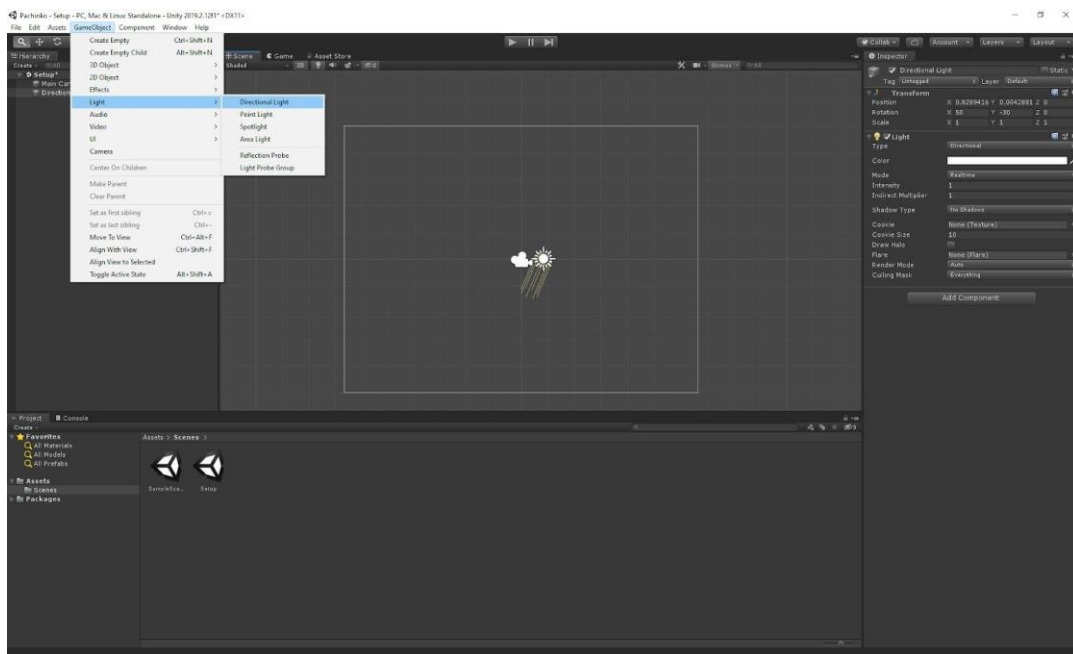 Pachinko - Setup - PC, Mac & Linux Standalone - Unity 2019.2.12f1* <DX11>
File Edit Assets GameObject Component Window Help
Collab Account Layers Layout
Create Empty Ctrl+Shift+N
Create Empty Child Alt+Shift+N
3D Object
2D Object
Effects
Light
Audio
Video
UI
Camera
Center On Children
Make Parent
Clear Parent
Set as first sibling Ctrl+=
Set as last sibling Ctrl+-
Move To View Ctrl+Alt+F
Align With View Ctrl+Shift+F
Align View to Selected
Toggle Active State Alt+Shift+A
Directional Light
Point Light
Spotlight
Area Light
Reflection Probe
Light Probe Group
Hierarchy
Create
Setup*
Main Car
Direction
Scene Game Asset Store
Shaded 2D Gizmos
Inspector
Directional Light Static
Tag Untagged Layer Default
Transform
Position X 0.8289416 Y 0.0042881 Z 0
Rotation X 50 Y -30 Z 0
Scale X 1 Y 1 Z 1
Light
Type Directional
Color
Mode Realtime
Intensity 1
Indirect Multiplier 1
Shadow Type No Shadows
Cookie None (Texture)
Cookie Size 10
Draw Halo
Flare None (Flare)
Render Mode Auto
Culling Mask Everything
Add Component
Project Console
Create
Favorites
All Materials
All Models
All Prefabs
Assets
Scenes
Packages
Assets > Scenes >
SampleSce...
Setup